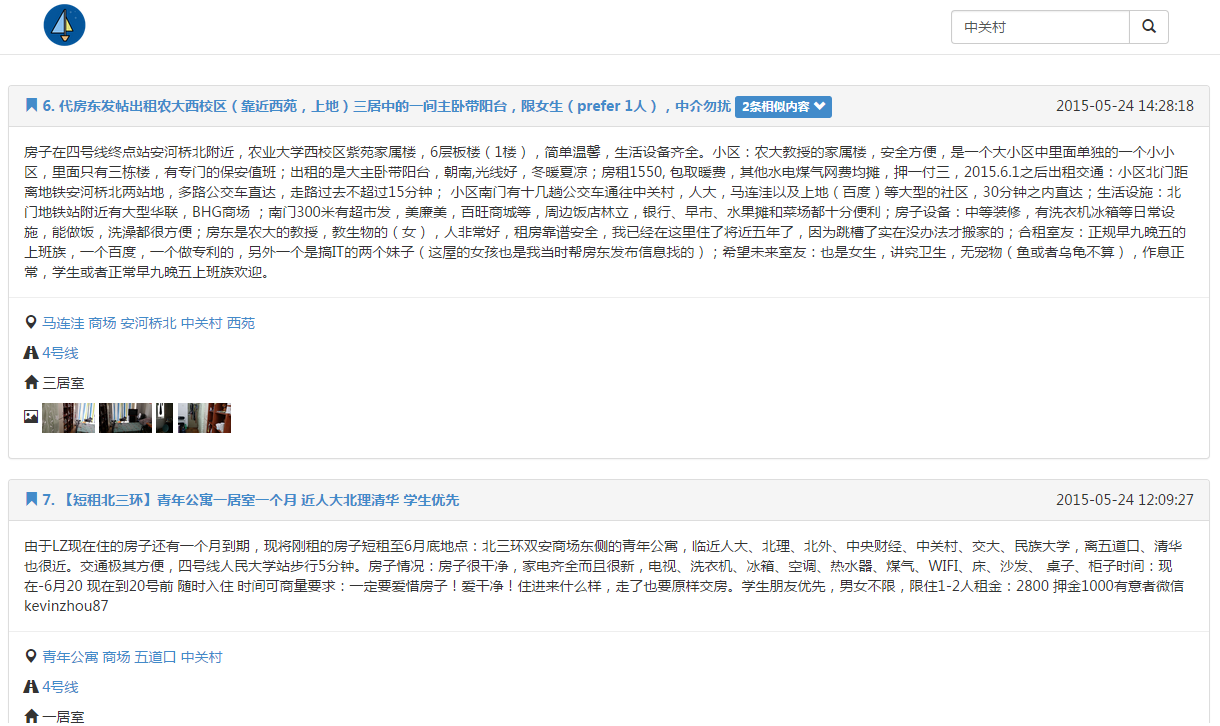 中关村
6. 代房东发帖出租农大西校区（靠近西苑，上地）三居中的一间主卧带阳台，限女生（prefer 1人），中介勿扰 2条相似内容 2015-05-24 14:28:18
房子在四号线终点站安河桥北附近，农业大学西校区紫苑家属楼，6层板楼（1楼），简单温馨，生活设备齐全。小区：农大教授的家属楼，安全方便，是一个大小区中里面单独的一个小小
区，里面只有三栋楼，有专门的保安值班；出租的是大主卧带阳台，朝南,光线好，冬暖夏凉；房租1550, 包取暖费，其他水电煤气网费均摊，押一付三，2015.6.1之后出租交通：小区北门距
离地铁安河桥北两站地，多路公交车直达，走路过去不超过15分钟； 小区南门有十几趟公交车通往中关村，人大，马连洼以及上地（百度）等大型的社区，30分钟之内直达；生活设施：北
门地铁站附近有大型华联，BHG商场 ；南门300米有超市发，美廉美，百旺商城等，周边饭店林立，银行、早市、水果摊和菜场都十分便利；房子设备：中等装修，有洗衣机冰箱等日常设
施，能做饭，洗澡都很方便；房东是农大的教授，教生物的（女），人非常好，租房靠谱安全，我已经在这里住了将近五年了，因为跳槽了实在没办法才搬家的；合租室友：正规早九晚五的
上班族，一个百度，一个做专利的，另外一个是搞IT的两个妹子（这屋的女孩也是我当时帮房东发布信息找的）；希望未来室友：也是女生，讲究卫生，无宠物（鱼或者乌龟不算），作息正
常，学生或者正常早九晚五上班族欢迎。
马连洼 商场 安河桥北 中关村 西苑
4号线
三居室
7. 【短租北三环】青年公寓一居室一个月 近人大北理清华 学生优先 2015-05-24 12:09:27
由于LZ现在住的房子还有一个月到期，现将刚租的房子短租至6月底地点：北三环双安商场东侧的青年公寓，临近人大、北理、北外、中央财经、中关村、交大、民族大学，离五道口、清华
也很近。交通极其方便，四号线人民大学站步行5分钟。房子情况：房子很干净，家电齐全而且很新，电视、洗衣机、冰箱、空调、热水器、煤气、WIFI、床、沙发、 桌子、柜子时间：现
在-6月20 现在到20号前 随时入住 时间可商量要求：一定要爱惜房子！爱干净！住进来什么样，走了也要原样交房。学生朋友优先，男女不限，限住1-2人租金：2800 押金1000有意者微信
kevinzhou87
青年公寓 商场 五道口 中关村
4号线
一居室